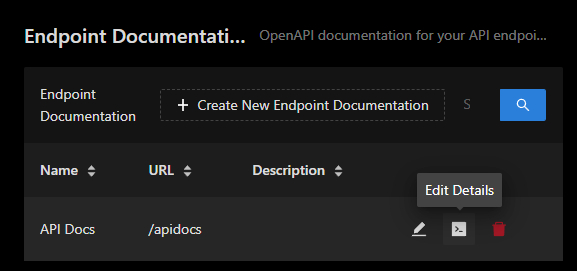 Endpoint Documentati... OpenAPI documentation for your API endpoi...
Endpoint
Documentation
+ Create New Endpoint Documentation
S
Name URL Description
Edit Details
API Docs /apidocs